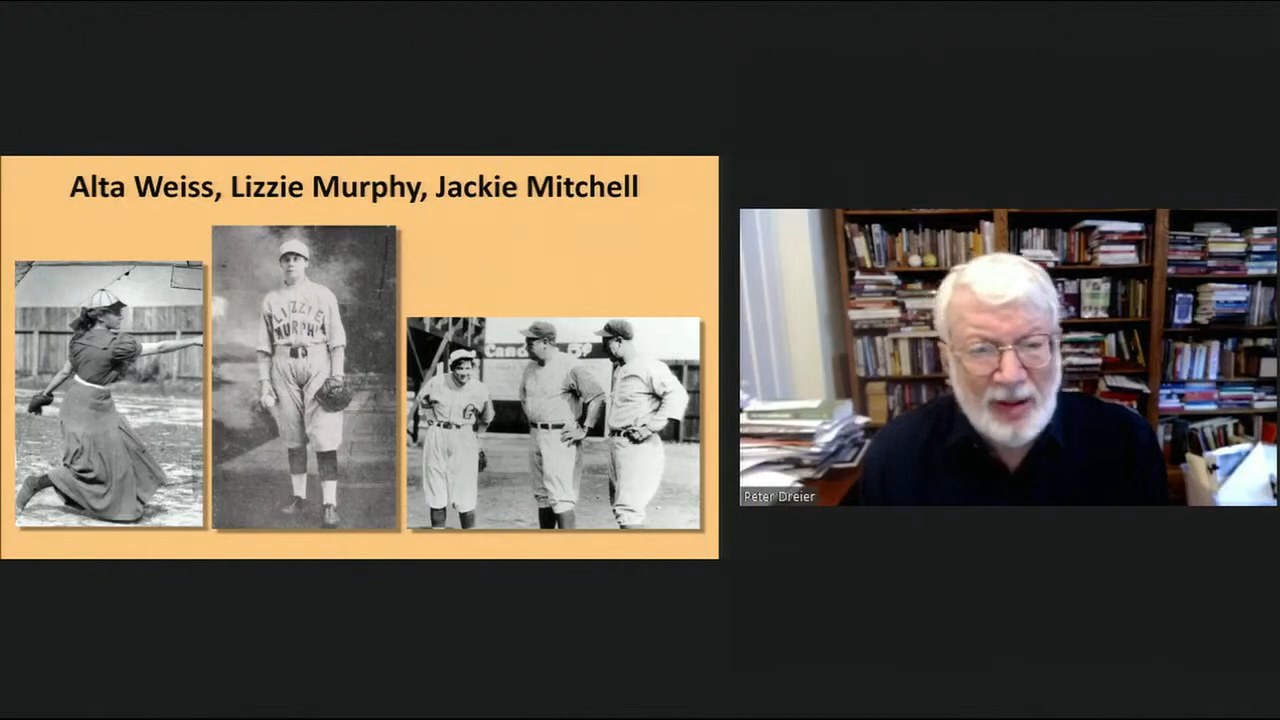 Alta Weiss, Lizzie Murphy, Jackie Mitchell
LIZZIE
MURPHY
Peter Dreier